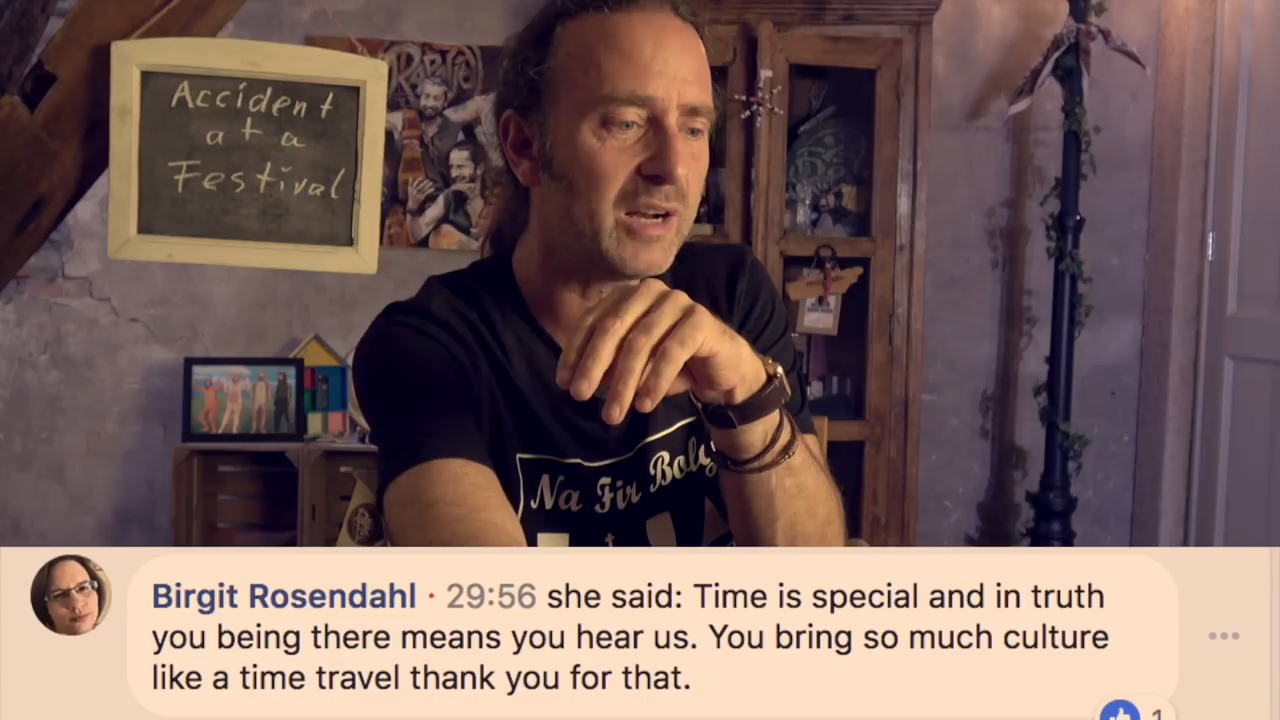 Accident
at a
Festival
Rapalje
Na Fir Bolg
Birgit Rosendahl · 29:56 she said: Time is special and in truth
you being there means you hear us. You bring so much culture
like a time travel thank you for that.
1